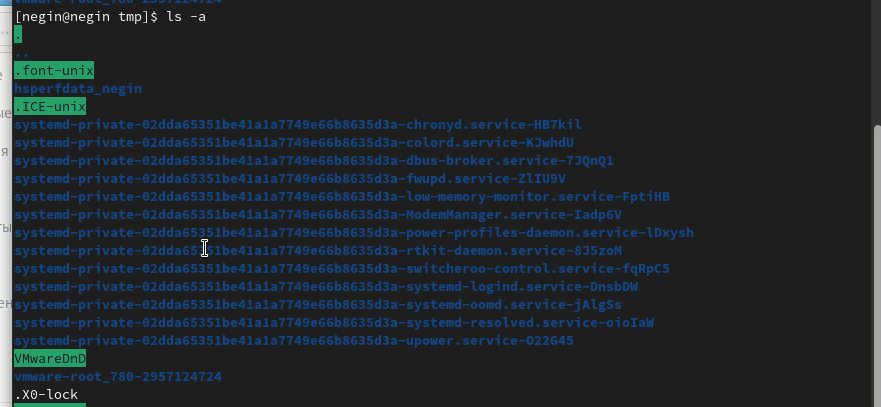 [negin@negin tmp]$ ls -a
.
..
.font-unix
hsperfdata_negin
.ICE-unix
systemd-private-02dda65351be41a1a7749e66b8635d3a-chronyd.service-HB7kil
systemd-private-02dda65351be41a1a7749e66b8635d3a-colord.service-KJwhdU
systemd-private-02dda65351be41a1a7749e66b8635d3a-dbus-broker.service-7JQnQ1
systemd-private-02dda65351be41a1a7749e66b8635d3a-fwupd.service-ZlIU9V
systemd-private-02dda65351be41a1a7749e66b8635d3a-low-memory-monitor.service-FptiHB
systemd-private-02dda65351be41a1a7749e66b8635d3a-ModemManager.service-Iadp6V
systemd-private-02dda65351be41a1a7749e66b8635d3a-power-profiles-daemon.service-lDxysh
systemd-private-02dda65351be41a1a7749e66b8635d3a-rtkit-daemon.service-8J5zoM
systemd-private-02dda65351be41a1a7749e66b8635d3a-switcheroo-control.service-fqRpC5
systemd-private-02dda65351be41a1a7749e66b8635d3a-systemd-logind.service-DnsbDW
systemd-private-02dda65351be41a1a7749e66b8635d3a-systemd-oomd.service-jAlgSs
systemd-private-02dda65351be41a1a7749e66b8635d3a-systemd-resolved.service-oioIaW
systemd-private-02dda65351be41a1a7749e66b8635d3a-upower.service-O22G45
VMwareDnD
vmware-root_780-2957124724
.X0-lock